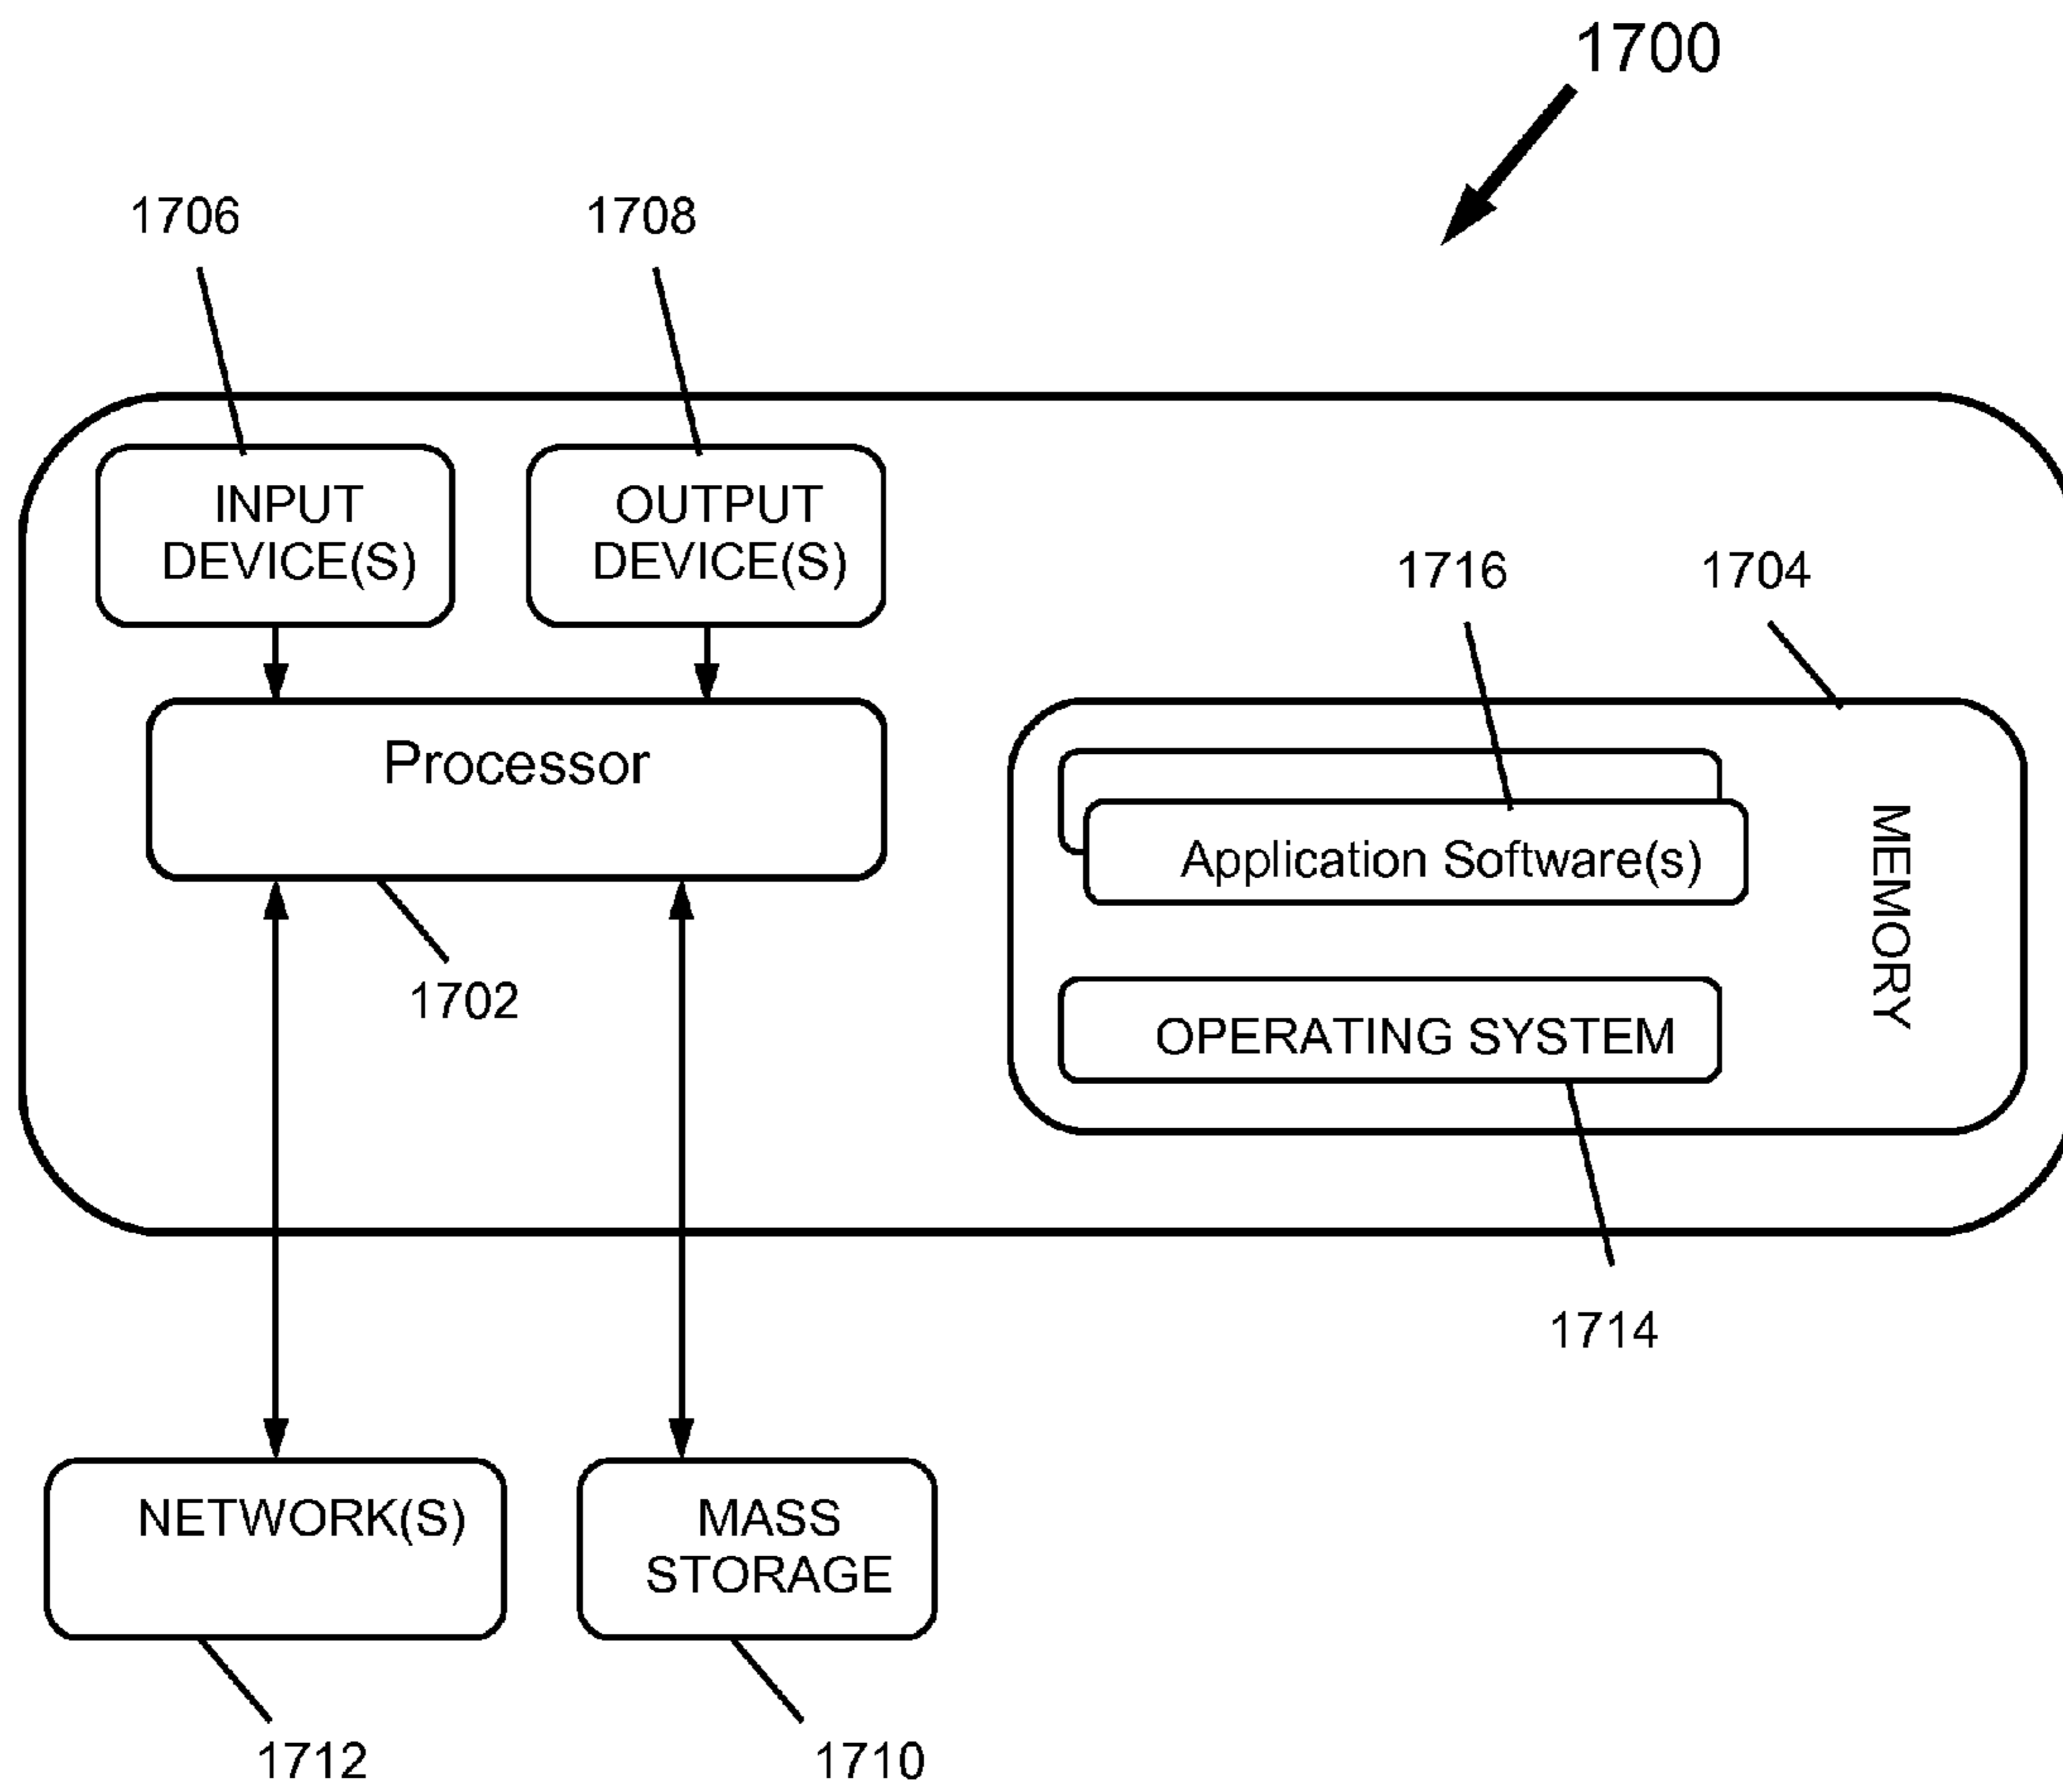 1700
1706
1708
INPUT
DEVICE(S)
OUTPUT
DEVICE(S)
1716
1704
Processor
Application Software(s)
MEMORY
1702
OPERATING SYSTEM
1714
NETWORK(S)
MASS
STORAGE
1712
1710